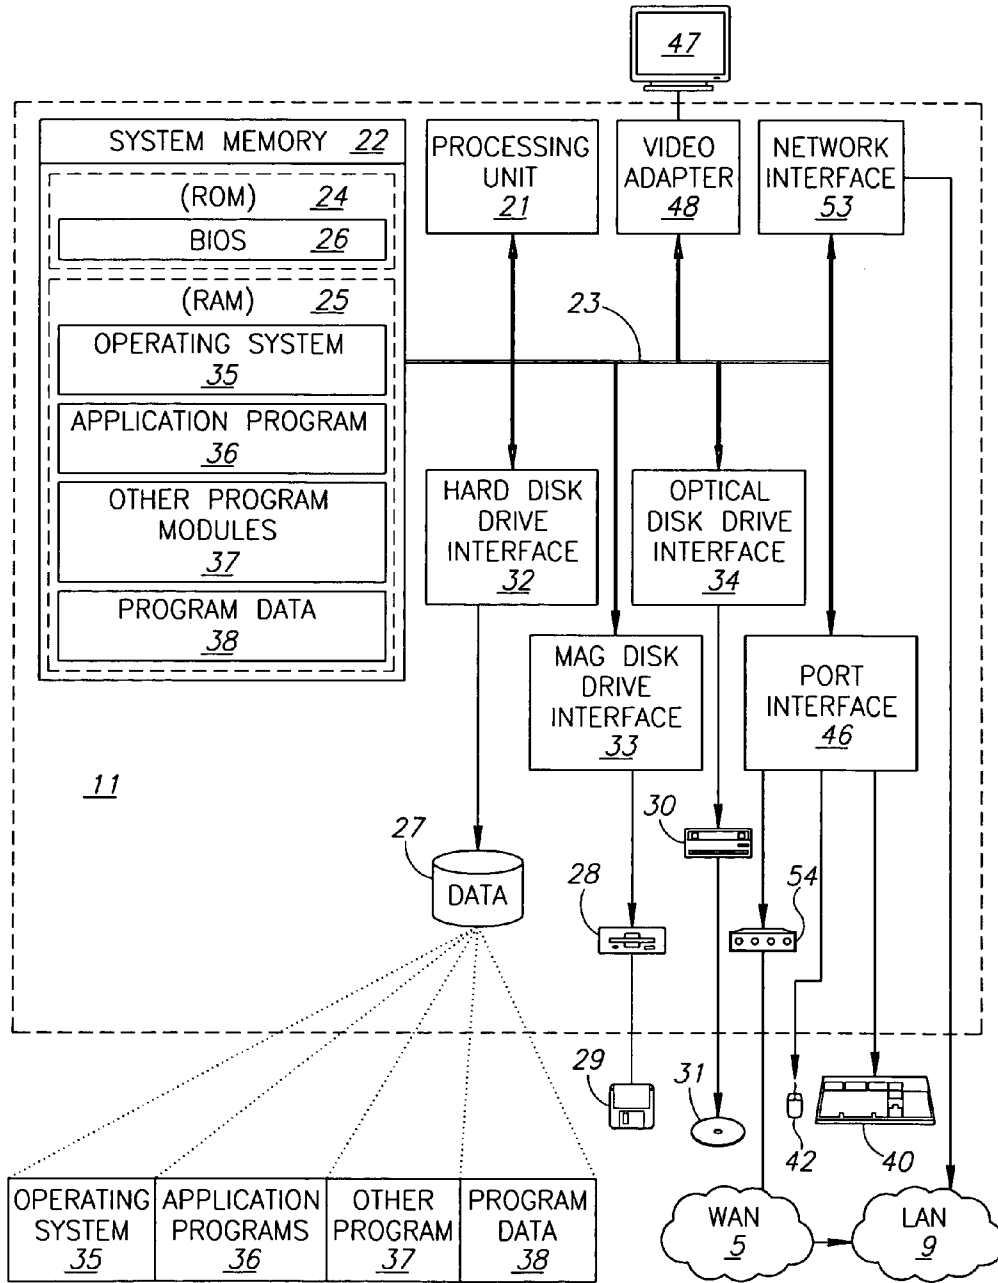 47
SYSTEM MEMORY 22
(ROM) 24
BIOS 26
(RAM) 25
OPERATING SYSTEM
35
APPLICATION PROGRAM
36
OTHER PROGRAM
MODULES
37
PROGRAM DATA
38
PROCESSING
UNIT
21
VIDEO
ADAPTER
48
NETWORK
INTERFACE
53
23
HARD DISK
DRIVE
INTERFACE
32
OPTICAL
DISK DRIVE
INTERFACE
34
MAG DISK
DRIVE
INTERFACE
33
PORT
INTERFACE
46
11
27
DATA
30
28
54
29
31
42
40
OPERATING
SYSTEM
35
APPLICATION
PROGRAMS
36
OTHER
PROGRAM
37
PROGRAM
DATA
38
WAN
5
LAN
9